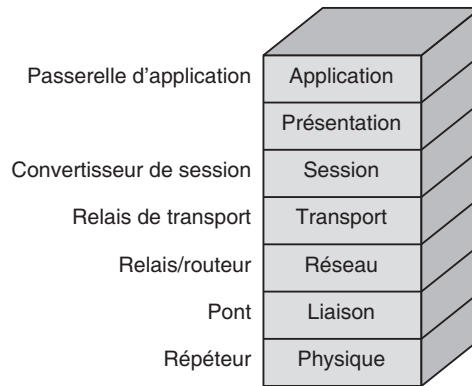 Passerelle d'application Application
Présentation
Convertisseur de session Session
Relais de transport Transport
Relais/routeur Réseau
Pont Liaison
Répéteur Physique